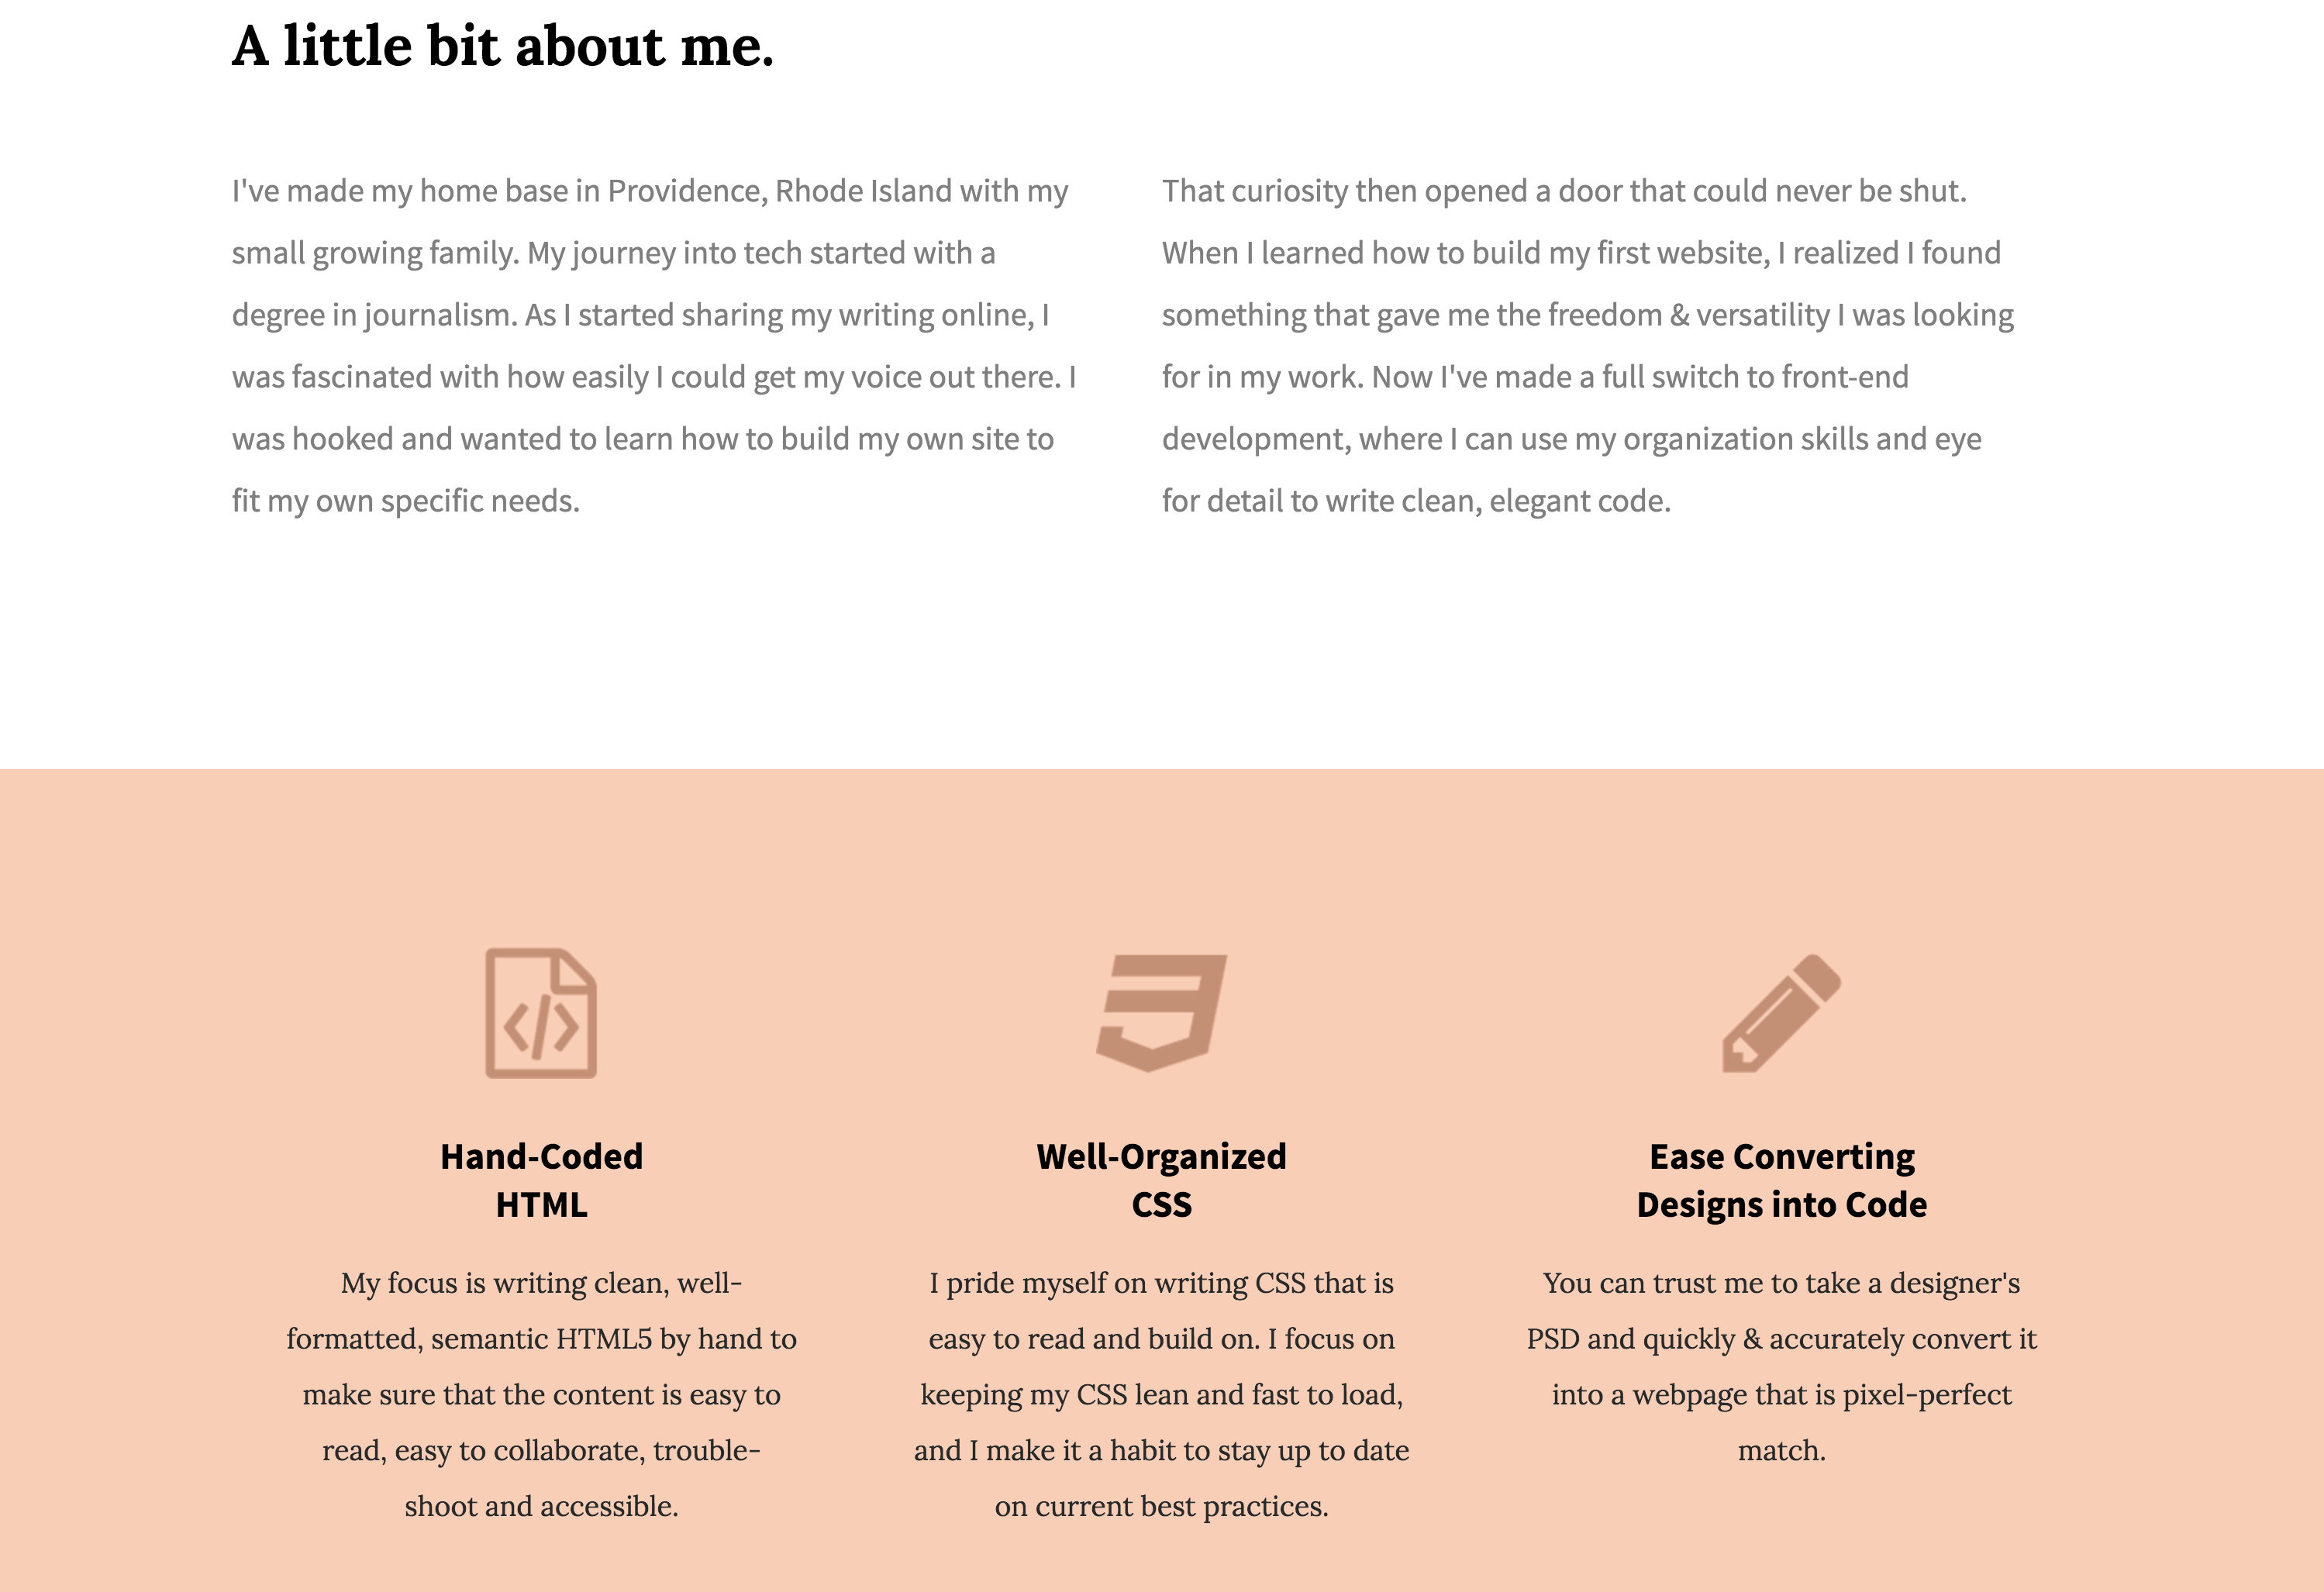 A little bit about me.
I've made my home base in Providence, Rhode Island with my
small growing family. My journey into tech started with a
degree in journalism. As I started sharing my writing online, I
was fascinated with how easily I could get my voice out there. I
was hooked and wanted to learn how to build my own site to
fit my own specific needs.
That curiosity then opened a door that could never be shut.
When I learned how to build my first website, I realized I found
something that gave me the freedom & versatility I was looking
for in my work. Now I've made a full switch to front-end
development, where I can use my organization skills and eye
for detail to write clean, elegant code.
Hand-Coded
HTML
My focus is writing clean, well-
formatted, semantic HTML5 by hand to
make sure that the content is easy to
read, easy to collaborate, trouble-
shoot and accessible.
Well-Organized
CSS
I pride myself on writing CSS that is
easy to read and build on. I focus on
keeping my CSS lean and fast to load,
and I make it a habit to stay up to date
on current best practices.
Ease Converting
Designs into Code
You can trust me to take a designer's
PSD and quickly & accurately convert it
into a webpage that is pixel-perfect
match.